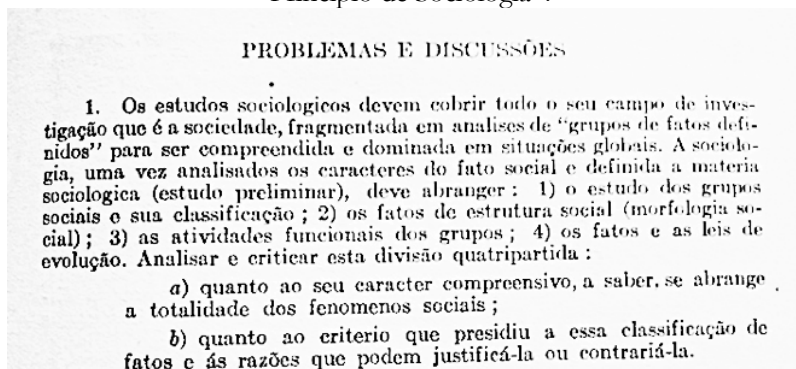 "Princípio de Sociologia".
PROBLEMAS E DISCUSSÕES
1. Os estudos sociologicos devem cobrir todo o seu campo de inves-
tigação que é a sociedade, fragmentada em analises de "grupos de fatos defi-
nidos" para ser compreendida e dominada em situações globais. A sociolo-
gia, uma vez analisados os caracteres do fato social e definida a materia
sociologica (estudo preliminar), deve abranger : 1) o estudo dos grupos
sociais e sua classificação ; 2) os fatos de estrutura social (morfologia so-
cial) ; 3) as atividades funcionais dos grupos ; 4) os fatos e as leis de
evolução. Analisar e criticar esta divisão quatripartida :
a) quanto ao seu caracter compreensivo, a saber, se abrange
a totalidade dos fenomenos sociais ;
b) quanto ao criterio que presidiu a essa classificação de
fatos e ás razões que podem justificá-la ou contrariá-la.